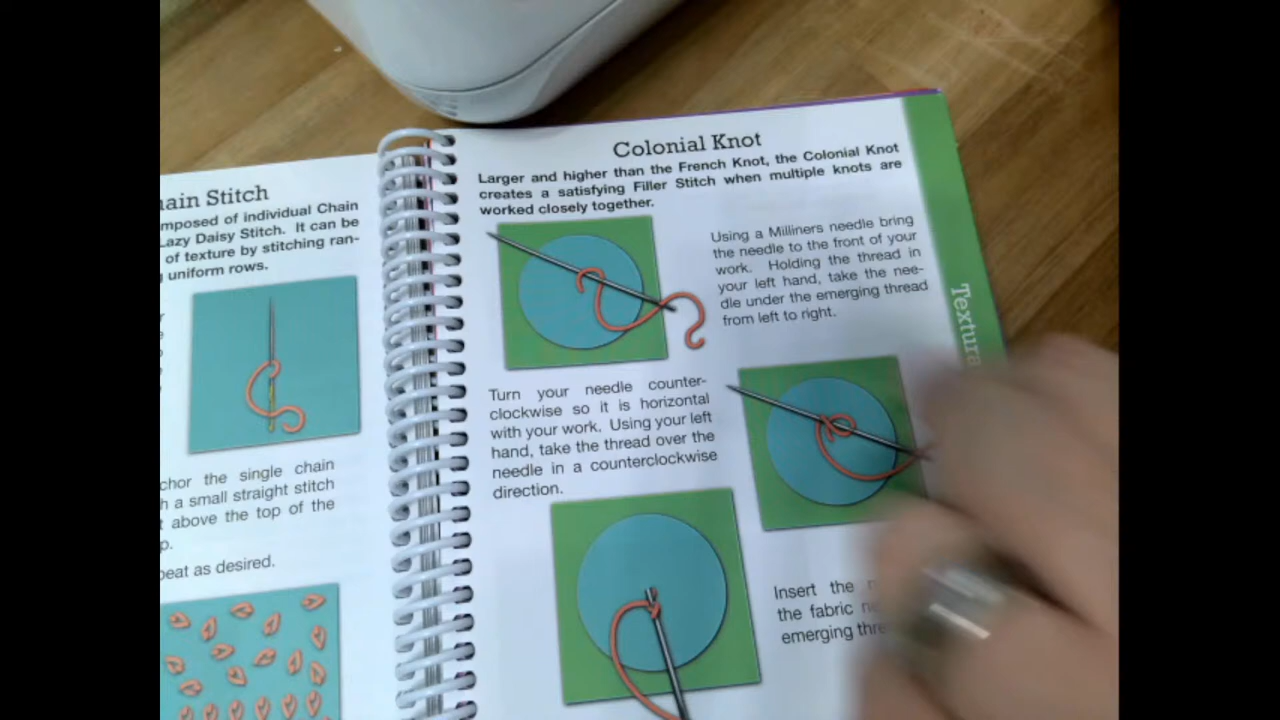 ain Stitch
mposed of individual Chain
Lazy Daisy Stitch. It can be
of texture by stitching ran-
uniform rows.
chor the single chain
h a small straight stitch
t above the top of the
p.
peat as desired.
Colonial Knot
Larger and higher than the French Knot, the Colonial Knot
creates a satisfying Filler Stitch when multiple knots are
worked closely together.
Using a Milliners needle bring
the needle to the front of your
work. Holding the thread in
your left hand, take the nee-
dle under the emerging thread
from left to right.
Turn your needle counter-
clockwise so it is horizontal
with your work. Using your left
hand, take the thread over the
needle in a counterclockwise
direction.
Insert the
the fabric
emerging thre
Textura